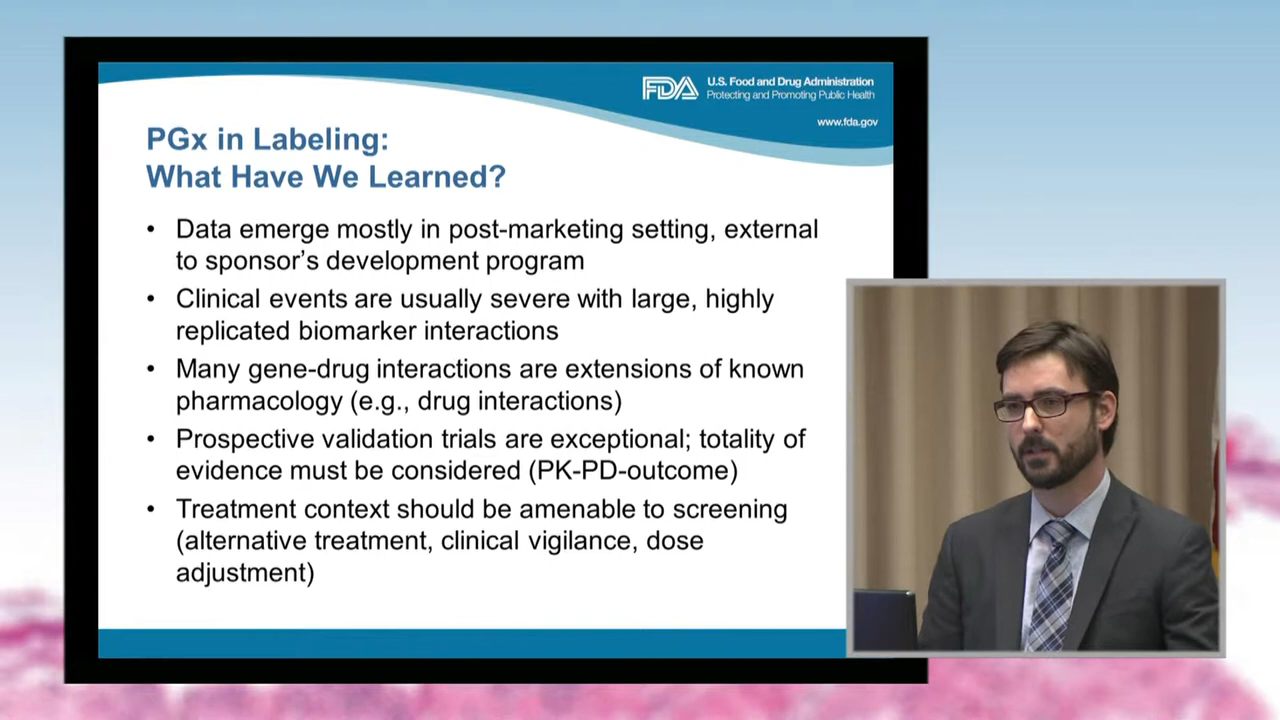 FDA
U.S. Food and Drug Administration
Protecting and Promoting Public Health
www.fda.gov
PGx in Labeling:
What Have We Learned?
• Data emerge mostly in post-marketing setting, external
to sponsor's development program
• Clinical events are usually severe with large, highly
replicated biomarker interactions
• Many gene-drug interactions are extensions of known
pharmacology (e.g., drug interactions)
• Prospective validation trials are exceptional; totality of
evidence must be considered (PK-PD-outcome)
• Treatment context should be amenable to screening
(alternative treatment, clinical vigilance, dose
adjustment)